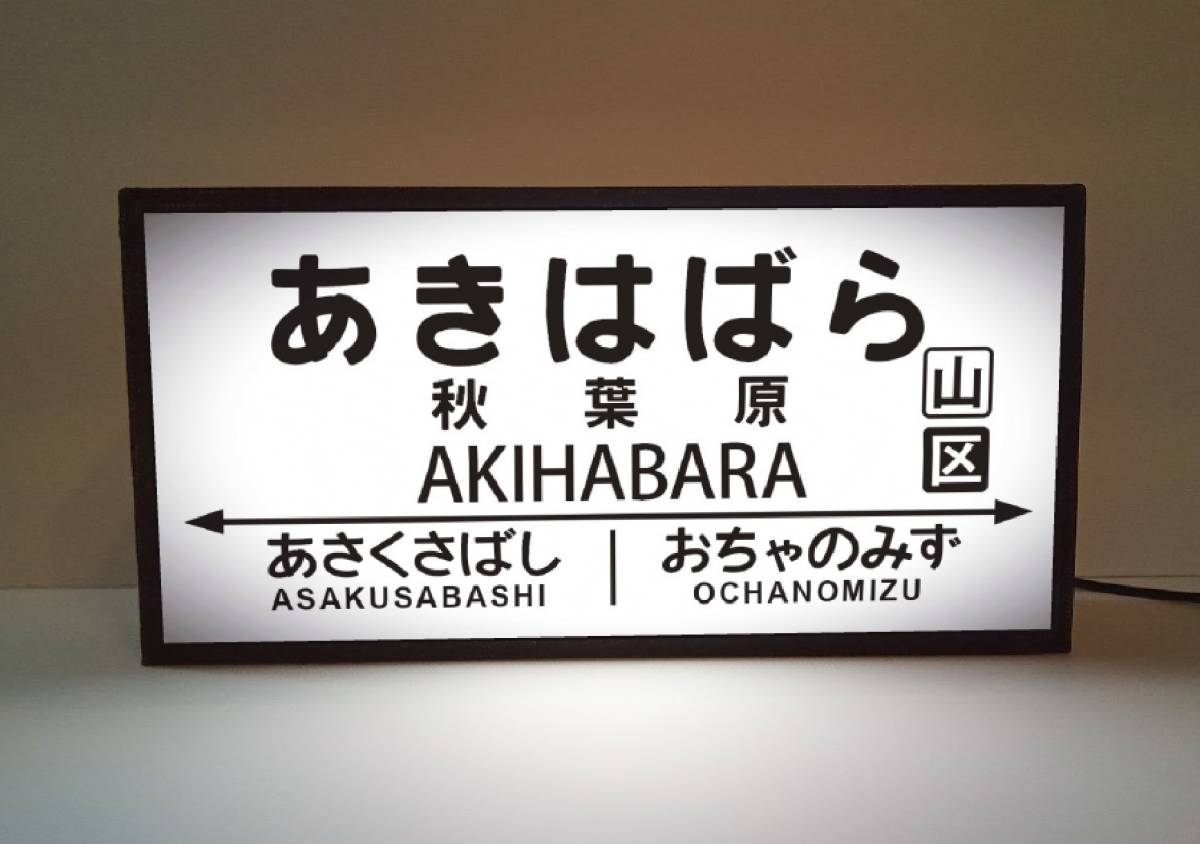 あきはばら
秋葉原
山
区
AKIHABARA
あさくさばし
ASAKUSABASHI
おちゃのみず
OCHANOMIZU